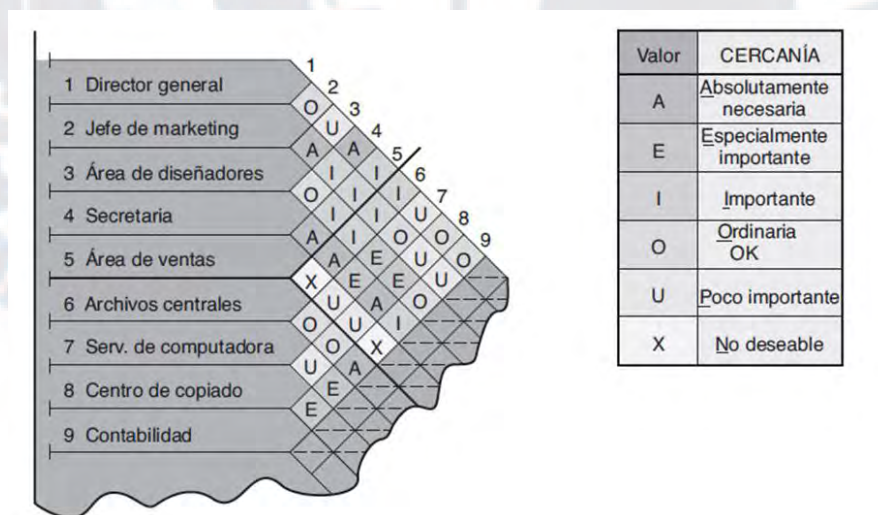 1
2
3
4
5
6
7
8
9
1 Director general
O
U
2 Jefe de marketing
A A
I I
3 Área de diseñadores
O I I
I I U
4 Secretaria
A I O O
A E U O
5 Área de ventas
X E E U
U A O
6 Archivos centrales
O U I
O X
7 Serv. de computadora
U A
E
8 Centro de copiado
E
9 Contabilidad
Valor CERCANÍA
A Absolutamente
necesaria
E Especialmente
importante
I Importante
O Ordinaria
OK
U Poco importante
X No deseable